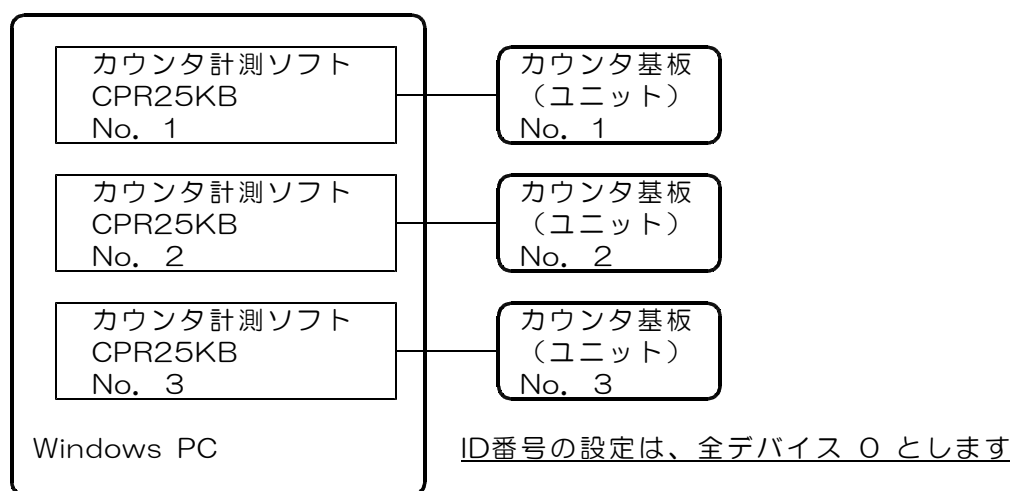 カウンタ計測ソフト
CPR25KB
No. 1
カウンタ基板
（ユニット）
No. 1
カウンタ計測ソフト
CPR25KB
No. 2
カウンタ基板
（ユニット）
No. 2
カウンタ計測ソフト
CPR25KB
No. 3
カウンタ基板
（ユニット）
No. 3
Windows PC
ID番号の設定は、全デバイス 0 とします